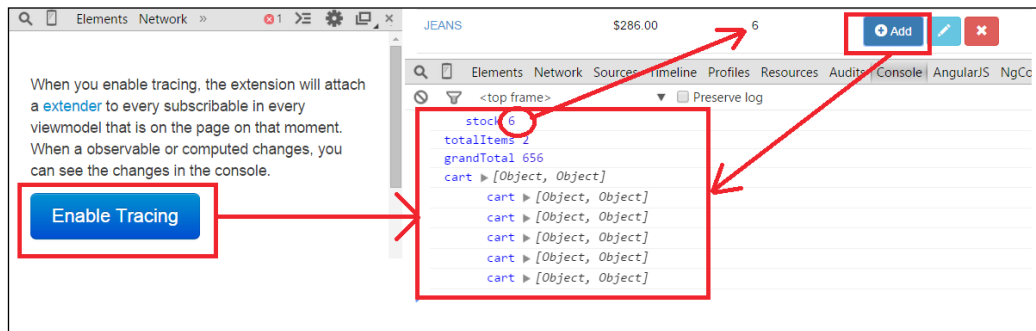 Elements Network » 1
When you enable tracing, the extension will attach
a extender to every subscribable in every
viewmodel that is on the page on that moment.
When a observable or computed changes, you
can see the changes in the console.
Enable Tracing
JEANS $286.00 6 Add
Elements Network Sources Timeline Profiles Resources Audits Console AngularJS NgCo
<top frame> ▼ Preserve log
stock 6
totalItems 2
grandTotal 656
cart ▶ [Object, Object]
cart ▶ [Object, Object]
cart ▶ [Object, Object]
cart ▶ [Object, Object]
cart ▶ [Object, Object]
cart ▶ [Object, Object]